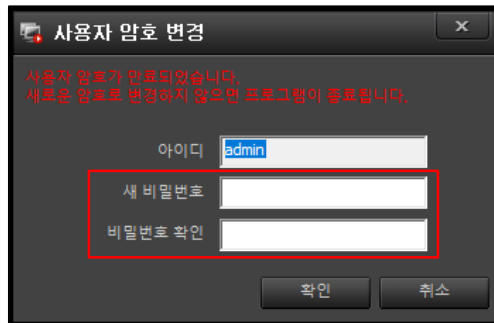 사용자 암호 변경
x
사용자 암호가 만료되었습니다.
새로운 암호로 변경하지 않으면 프로그램이 종료됩니다.
아이디 admin
새 비밀번호
비밀번호 확인
확인 취소